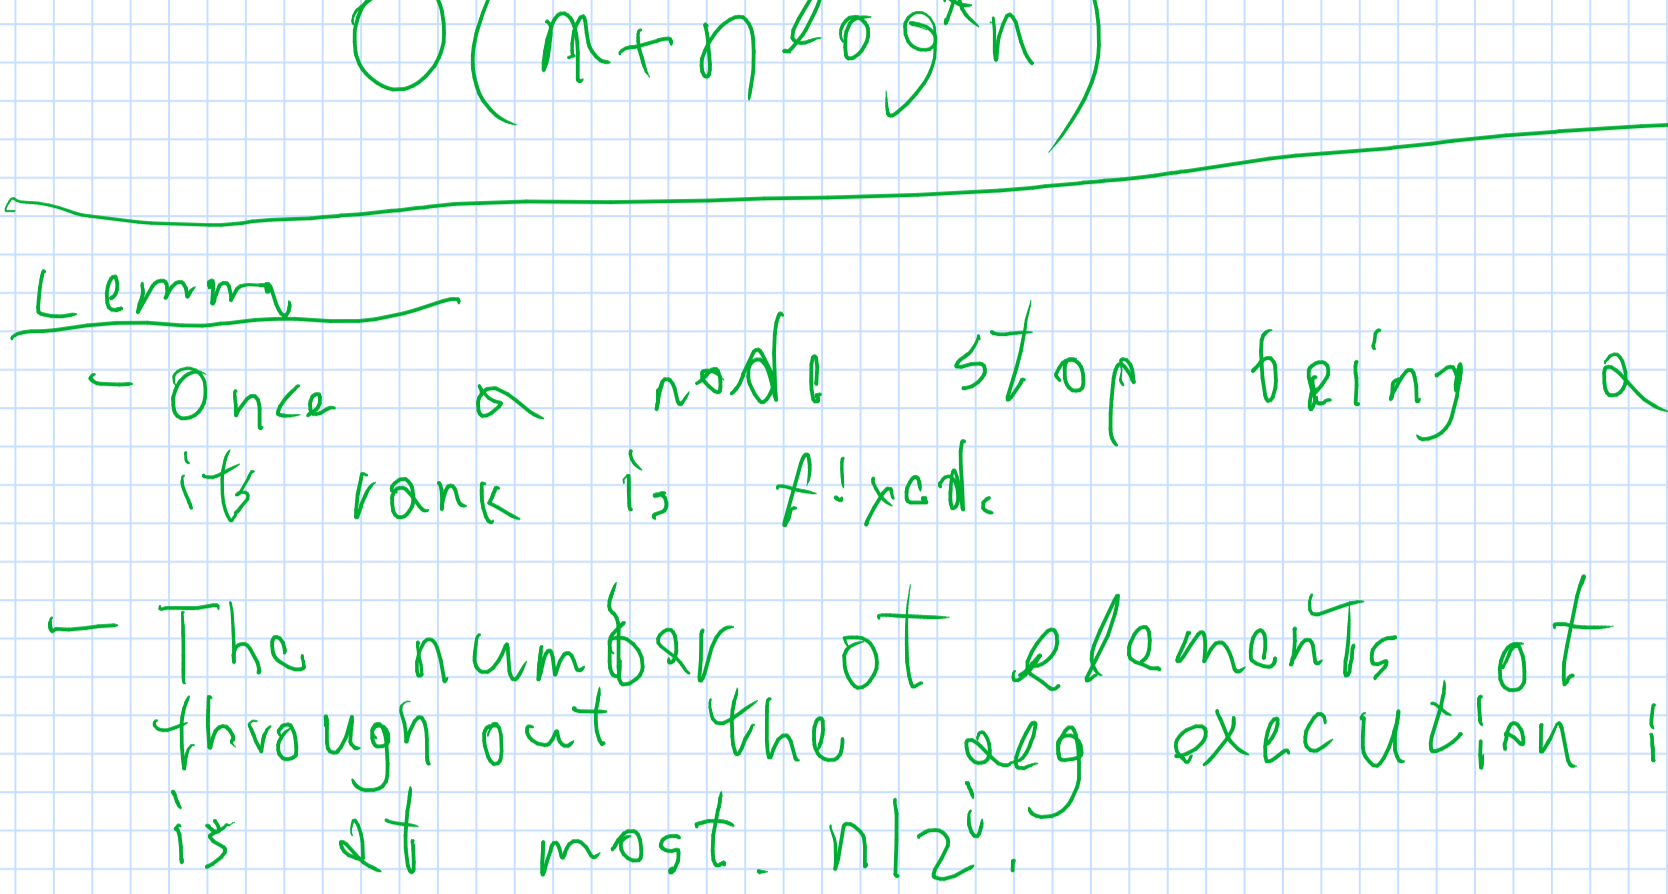 O(m+n log*n)
Lemma
- Once a node stop being a
its rank is fixed.
- The number of elements of
through out the alg execution i
is at most n/2^i.